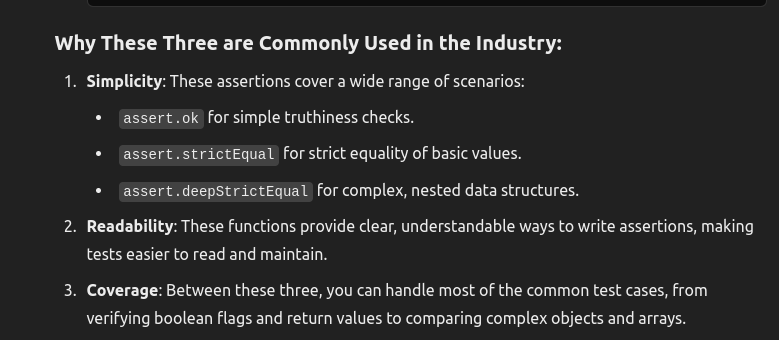 Why These Three are Commonly Used in the Industry:
1. Simplicity: These assertions cover a wide range of scenarios:
• assert.ok for simple truthiness checks.
• assert.strictEqual for strict equality of basic values.
• assert.deepStrictEqual for complex, nested data structures.
2. Readability: These functions provide clear, understandable ways to write assertions, making
tests easier to read and maintain.
3. Coverage: Between these three, you can handle most of the common test cases, from
verifying boolean flags and return values to comparing complex objects and arrays.